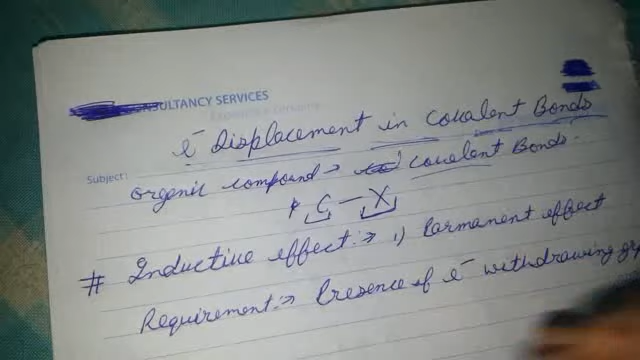 CONSULTANCY SERVICES
e⁻ Displacement in Covalent Bonds
Subject:
Organic compound → Covalent Bonds.
C — X
# Inductive effect :→ 1) Parmanent effect
Requirement :→ Presence of e⁻ withdrawing